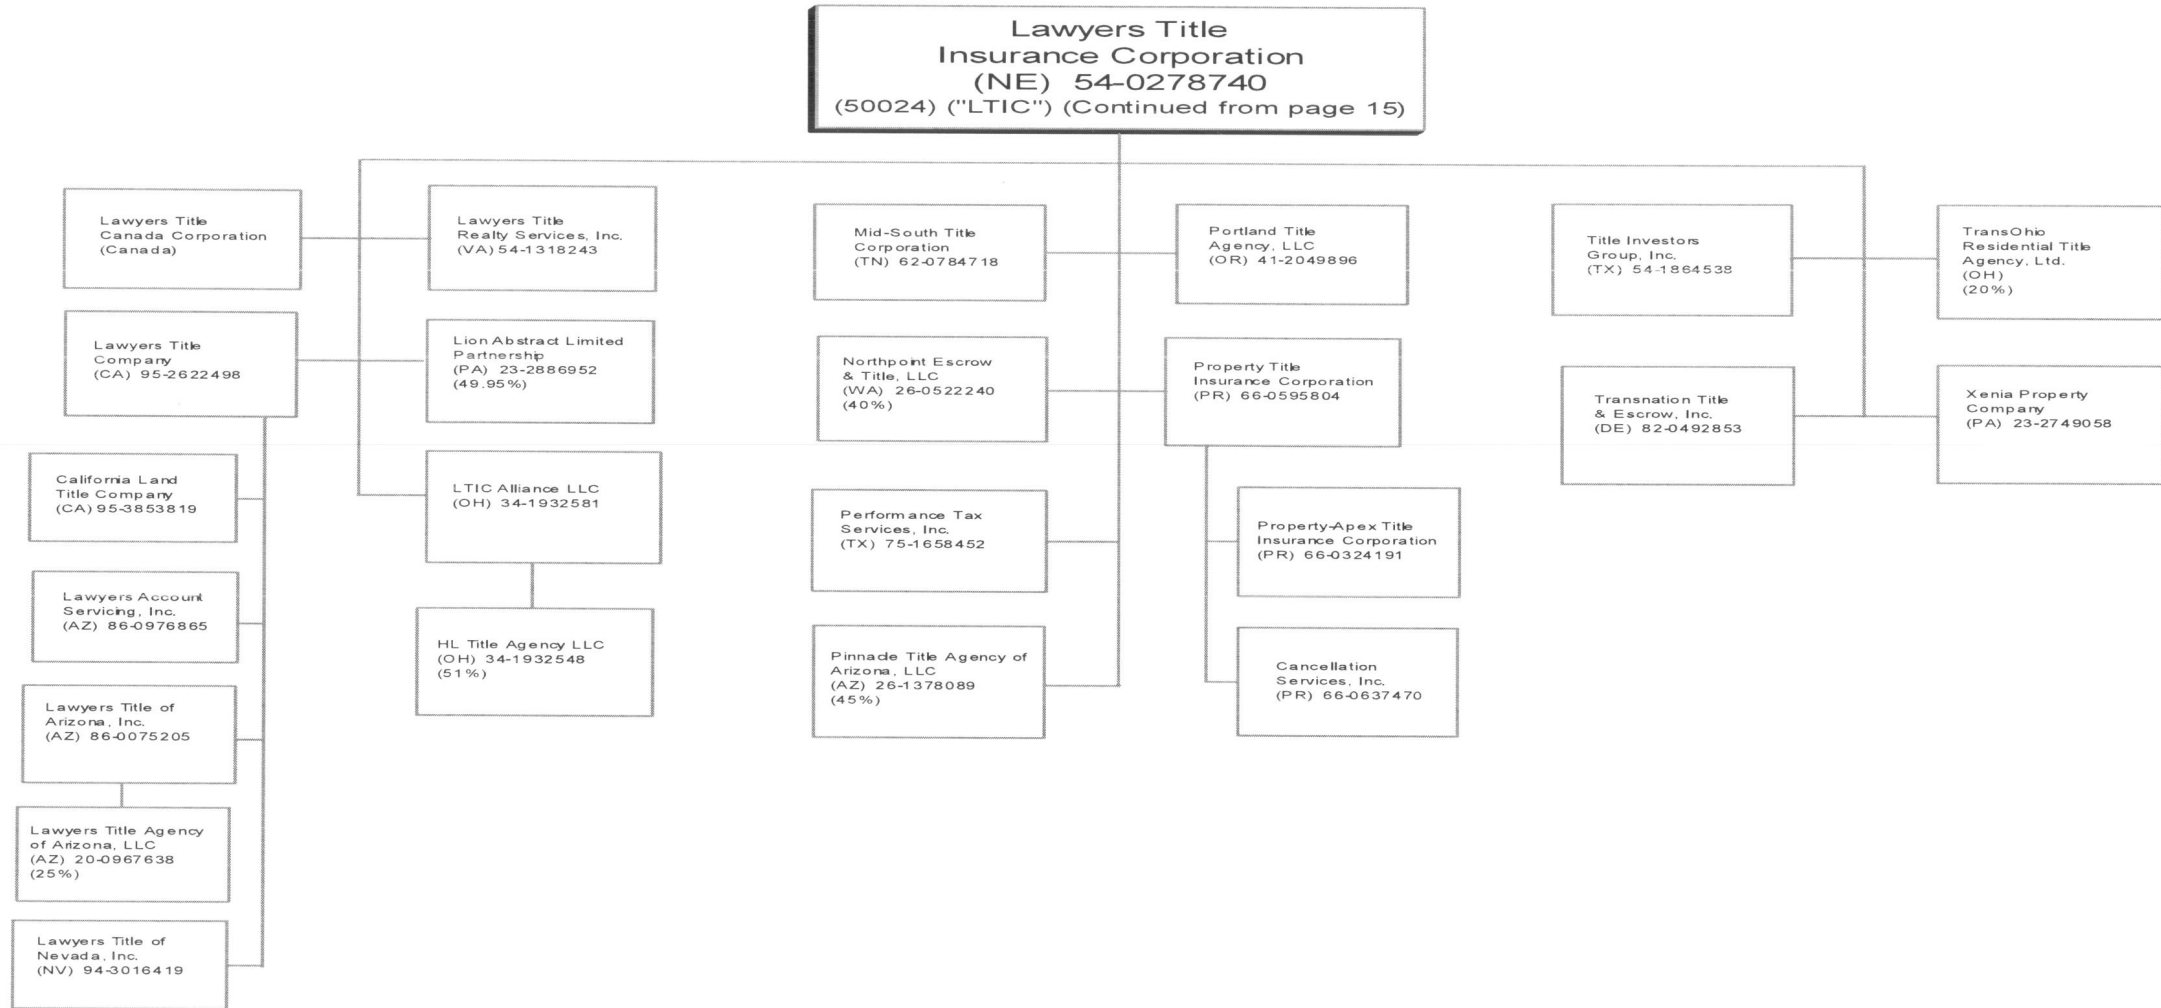 Lawyers Title
Insurance Corporation
(NE) 54-0278740
(50024) ("LTIC") (Continued from page 15)
Lawyers Title
Canada Corporation
(Canada)
Lawyers Title
Realty Services, Inc.
(VA) 54-1318243
Lawyers Title
Company
(CA) 95-2622498
Lion Abstract Limited
Partnership
(PA) 23-2886952
(49.95%)
California Land
Title Company
(CA) 95-3853819
LTIC Alliance LLC
(OH) 34-1932581
Lawyers Account
Servicing, Inc.
(AZ) 86-0976865
HL Title Agency LLC
(OH) 34-1932548
(51%)
Lawyers Title of
Arizona, Inc.
(AZ) 86-0075205
Lawyers Title Agency
of Arizona, LLC
(AZ) 20-0967638
(25%)
Lawyers Title of
Nevada, Inc.
(NV) 94-3016419
Mid-South Title
Corporation
(TN) 62-0784718
Portland Title
Agency, LLC
(OR) 41-2049896
Northpoint Escrow
& Title, LLC
(WA) 26-0522240
(40%)
Property Title
Insurance Corporation
(PR) 66-0595804
Performance Tax
Services, Inc.
(TX) 75-1658452
Property-Apex Title
Insurance Corporation
(PR) 66-0324191
Pinnacle Title Agency of
Arizona, LLC
(AZ) 26-1378089
(45%)
Cancellation
Services, Inc.
(PR) 66-0637470
Title Investors
Group, Inc.
(TX) 54-1864538
TransOhio
Residential Title
Agency, Ltd.
(OH)
(20%)
Transnation Title
& Escrow, Inc.
(DE) 82-0492853
Xenia Property
Company
(PA) 23-2749058